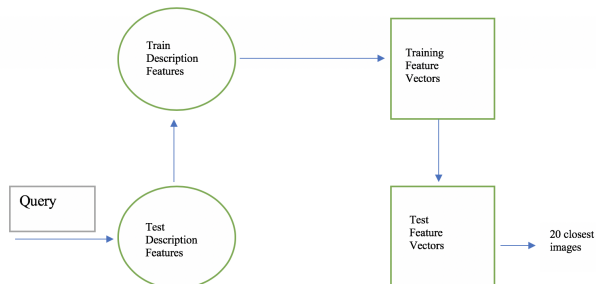 Train
Description
Features
Training
Feature
Vectors
Query
Test
Description
Features
Test
Feature
Vectors
20 closest
images